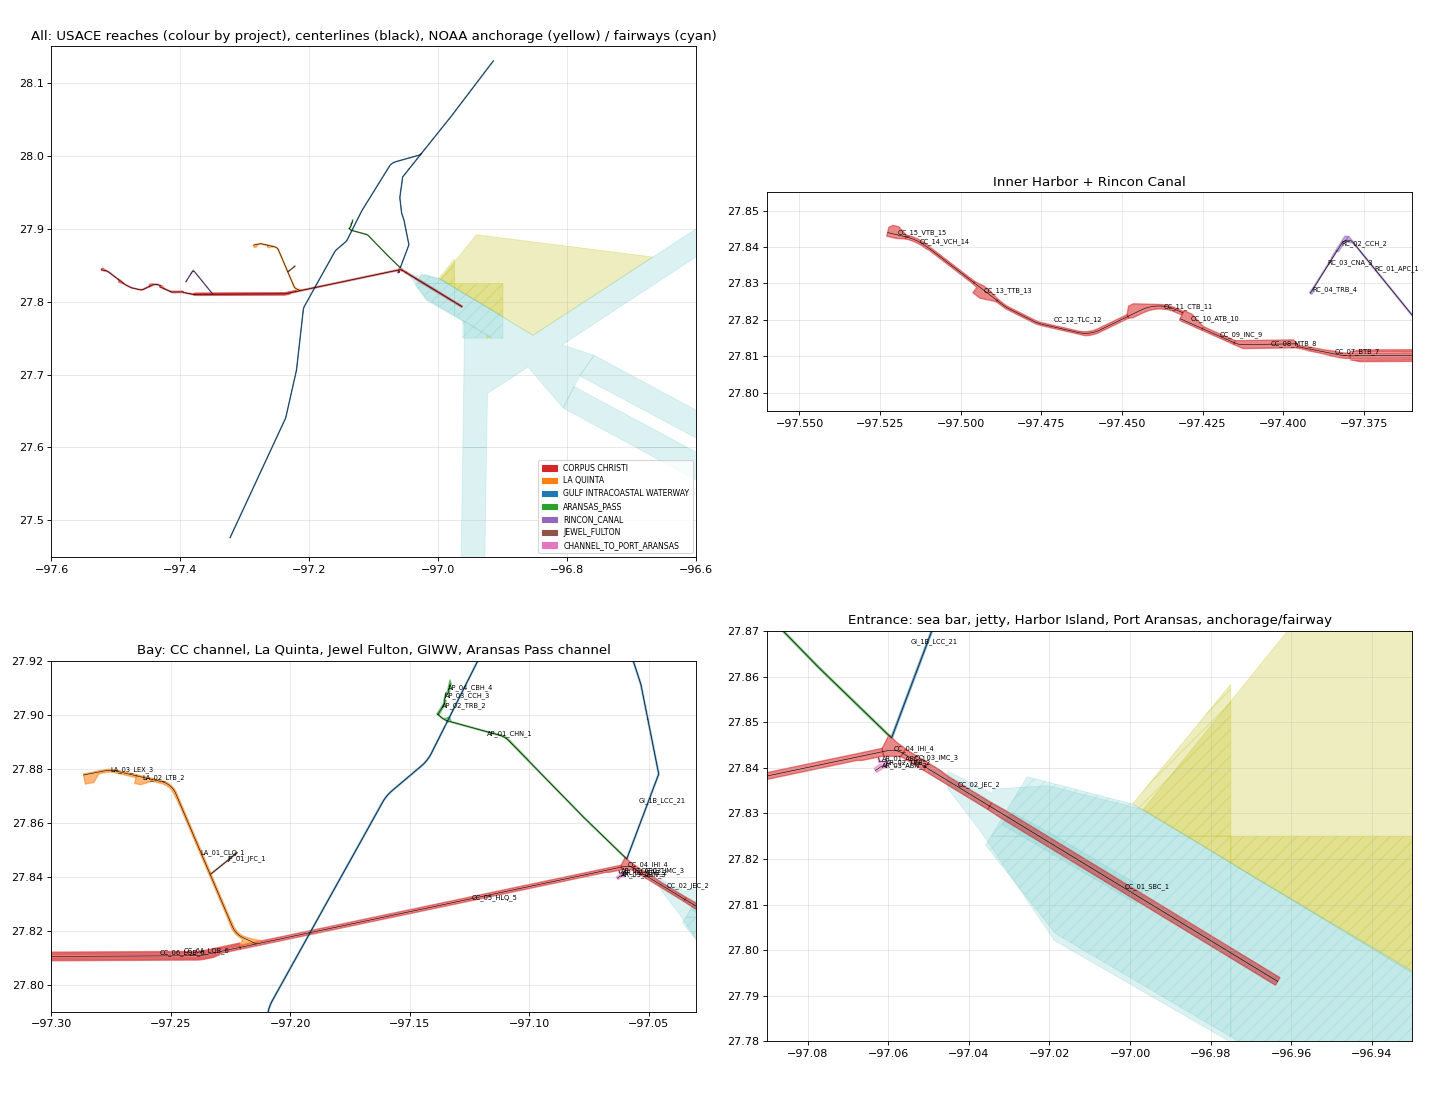 All: USACE reaches (colour by project), centerlines (black), NOAA anchorage (yellow) / fairways (cyan)
28.1
28.0
27.9
27.8
27.7
27.6
27.5
−97.6
−97.4
−97.2
−97.0
−96.8
−96.6
CORPUS CHRISTI
LA QUINTA
GULF INTRACOASTAL WATERWAY
ARANSAS_PASS
RINCON_CANAL
JEWEL_FULTON
CHANNEL_TO_PORT_ARANSAS
Inner Harbor + Rincon Canal
27.85
27.84
27.83
27.82
27.81
27.80
CC_15_VTB_15
CC_14_VCH_14
CC_13_TTB_13
CC_12_TLC_12
CC_11_CTB_11
CC_10_ATB_10
CC_09_INC_9
CC_08_MTB_8
CC_07_BTB_7
RC_02_CCH_2
RC_03_CNA_3
RC_01_APC_1
RC_04_TRB_4
−97.550
−97.525
−97.500
−97.475
−97.450
−97.425
−97.400
−97.375
Bay: CC channel, La Quinta, Jewel Fulton, GIWW, Aransas Pass channel
27.92
27.90
27.88
27.86
27.84
27.82
27.80
AP_04_CBH_4
AP_03_CCH_3
AP_02_TRB_2
AP_01_CHN_1
LA_03_LEX_3
LA_02_LTB_2
GI_1B_LCC_21
LA_01_CLQ_1
JF_01_JFC_1
CC_04_IHI_4
CC_02_JEC_2
CC_05_HLQ_5
−97.30
−97.25
−97.20
−97.15
−97.10
−97.05
Entrance: sea bar, jetty, Harbor Island, Port Aransas, anchorage/fairway
27.87
27.86
27.85
27.84
27.83
27.82
27.81
27.80
27.79
27.78
GI_1B_LCC_21
CC_04_IHI_4
CC_02_JEC_2
CC_01_SBC_1
−97.08
−97.06
−97.04
−97.02
−97.00
−96.98
−96.96
−96.94